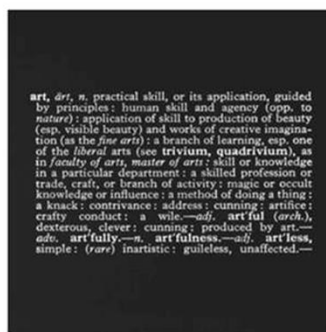 art, ärt, n. practical skill, or its application, guided
by principles : human skill and agency (opp. to
nature) : application of skill to production of beauty
(esp. visible beauty) and works of creative imagina-
tion (as the fine arts) : a branch of learning, esp. one
of the liberal arts (see trivium, quadrivium), as
in faculty of arts, master of arts : skill or knowledge
in a particular department : a skilled profession or
trade, craft, or branch of activity : magic or occult
knowledge or influence : a method of doing a thing :
a knack : contrivance : address : cunning : artifice :
crafty conduct : a wile.—adj. art'ful (arch.),
dexterous, clever : cunning : produced by art.—
adv. art'fully.—n. art'fulness.—adj. art'less,
simple : (rare) inartistic : guileless, unaffected.—